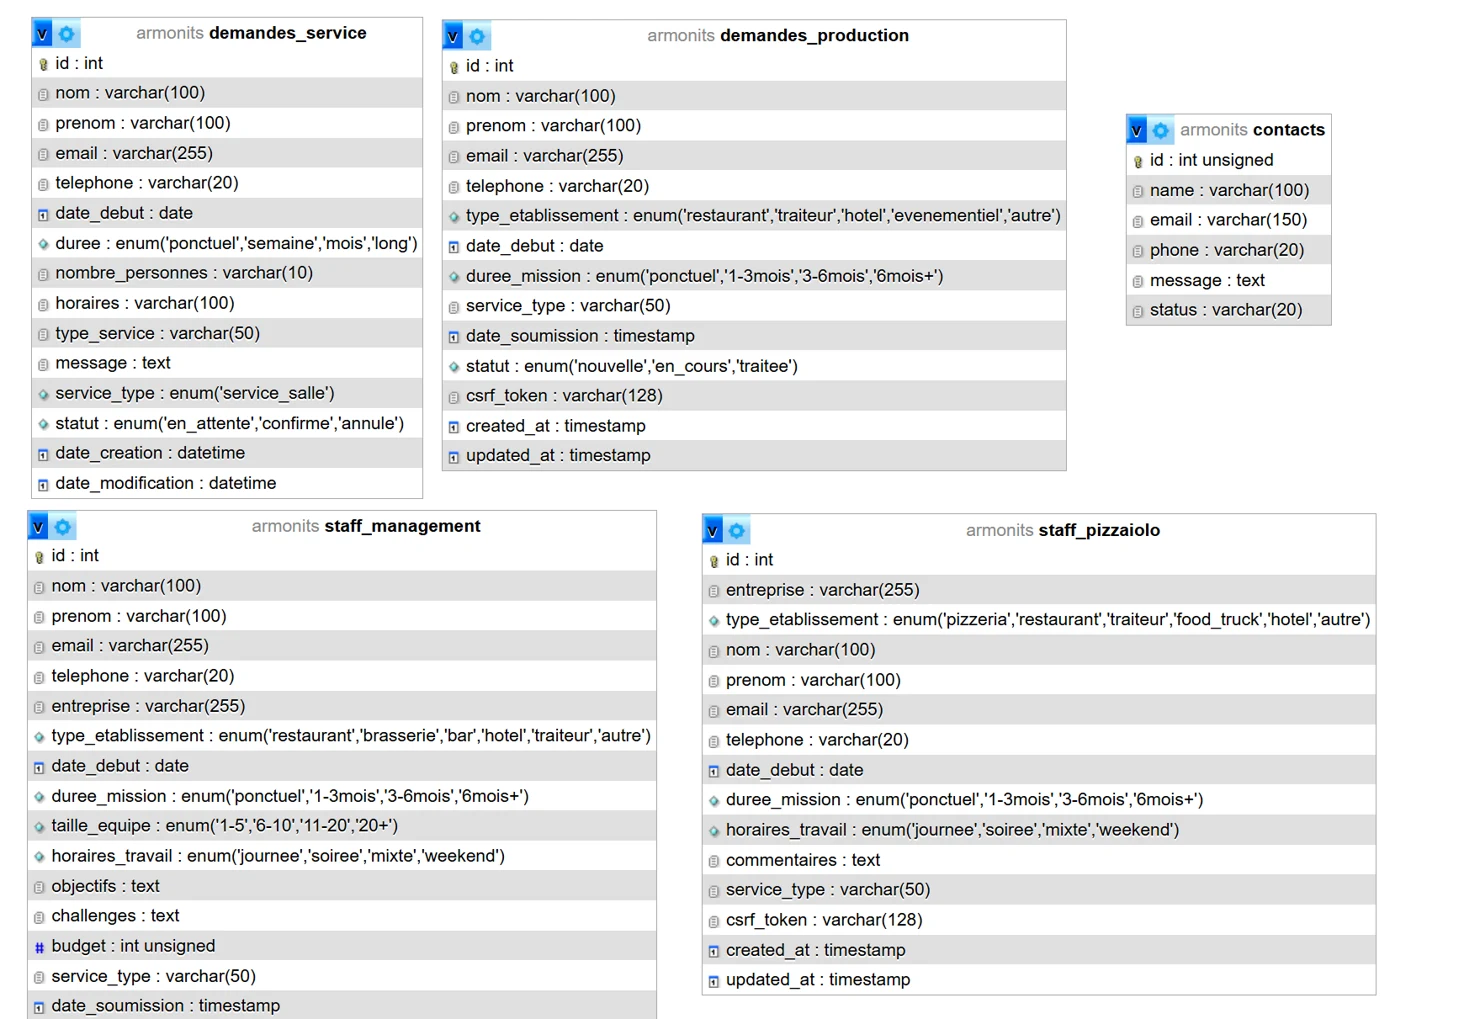 v armonits demandes_service
id : int
nom : varchar(100)
prenom : varchar(100)
email : varchar(255)
telephone : varchar(20)
date_debut : date
duree : enum('ponctuel','semaine','mois','long')
nombre_personnes : varchar(10)
horaires : varchar(100)
type_service : varchar(50)
message : text
service_type : enum('service_salle')
statut : enum('en_attente','confirme','annule')
date_creation : datetime
date_modification : datetime
v armonits demandes_production
id : int
nom : varchar(100)
prenom : varchar(100)
email : varchar(255)
telephone : varchar(20)
type_etablissement : enum('restaurant','traiteur','hotel','evenementiel','autre')
date_debut : date
duree_mission : enum('ponctuel','1-3mois','3-6mois','6mois+')
service_type : varchar(50)
date_soumission : timestamp
statut : enum('nouvelle','en_cours','traitee')
csrf_token : varchar(128)
created_at : timestamp
updated_at : timestamp
v armonits contacts
id : int unsigned
name : varchar(100)
email : varchar(150)
phone : varchar(20)
message : text
status : varchar(20)
v armonits staff_management
id : int
nom : varchar(100)
prenom : varchar(100)
email : varchar(255)
telephone : varchar(20)
entreprise : varchar(255)
type_etablissement : enum('restaurant','brasserie','bar','hotel','traiteur','autre')
date_debut : date
duree_mission : enum('ponctuel','1-3mois','3-6mois','6mois+')
taille_equipe : enum('1-5','6-10','11-20','20+')
horaires_travail : enum('journee','soiree','mixte','weekend')
objectifs : text
challenges : text
# budget : int unsigned
service_type : varchar(50)
date_soumission : timestamp
v armonits staff_pizzaiolo
id : int
entreprise : varchar(255)
type_etablissement : enum('pizzeria','restaurant','traiteur','food_truck','hotel','autre')
nom : varchar(100)
prenom : varchar(100)
email : varchar(255)
telephone : varchar(20)
date_debut : date
duree_mission : enum('ponctuel','1-3mois','3-6mois','6mois+')
horaires_travail : enum('journee','soiree','mixte','weekend')
commentaires : text
service_type : varchar(50)
csrf_token : varchar(128)
created_at : timestamp
updated_at : timestamp